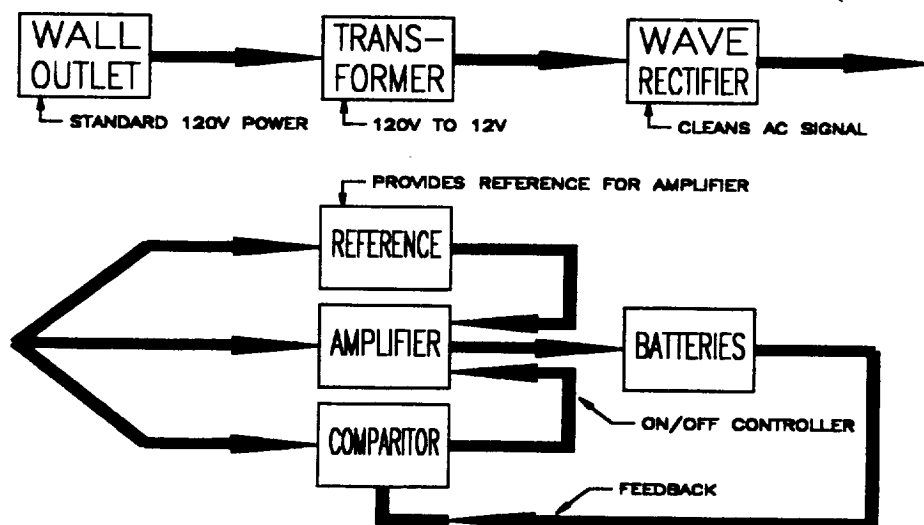 WALL
OUTLET
TRANS-
FORMER
WAVE
RECTIFIER
STANDARD 120V POWER
120V TO 12V
CLEANS AC SIGNAL
PROVIDES REFERENCE FOR AMPLIFIER
REFERENCE
AMPLIFIER
BATTERIES
COMPARITOR
ON/OFF CONTROLLER
FEEDBACK